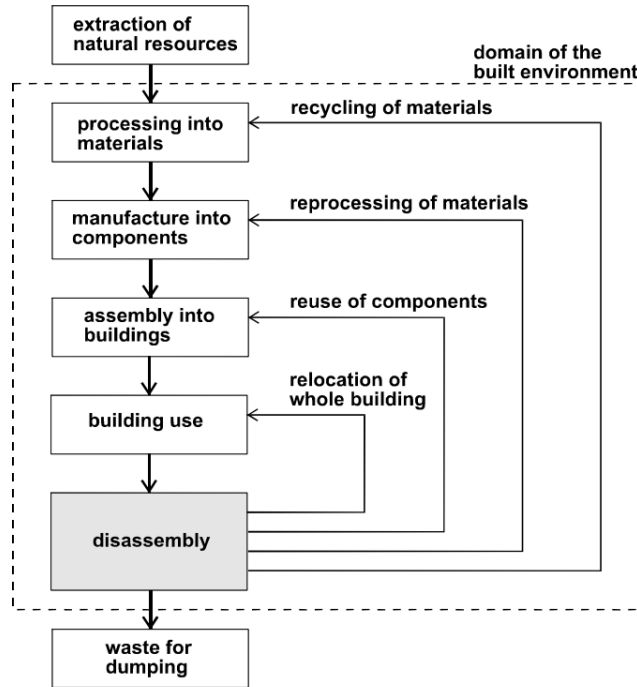 extraction of
natural resources
domain of the
built environment
processing into
materials
recycling of materials
manufacture into
components
reprocessing of materials
assembly into
buildings
reuse of components
relocation of
whole building
building use
disassembly
waste for
dumping